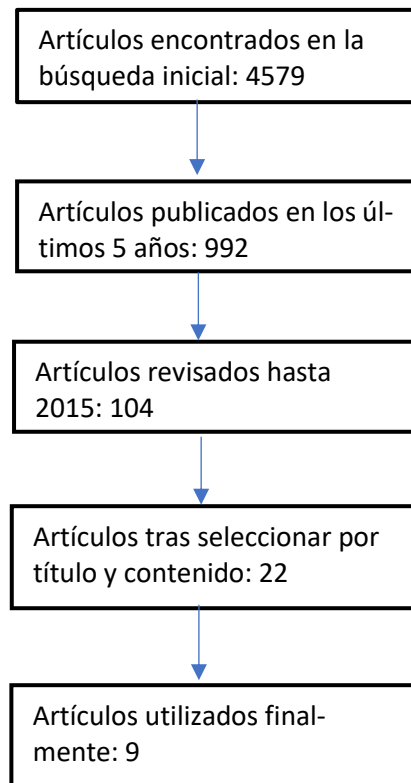 Artículos encontrados en la
búsqueda inicial: 4579
Artículos publicados en los úl-
timos 5 años: 992
Artículos revisados hasta
2015: 104
Artículos tras seleccionar por
título y contenido: 22
Artículos utilizados final-
mente: 9